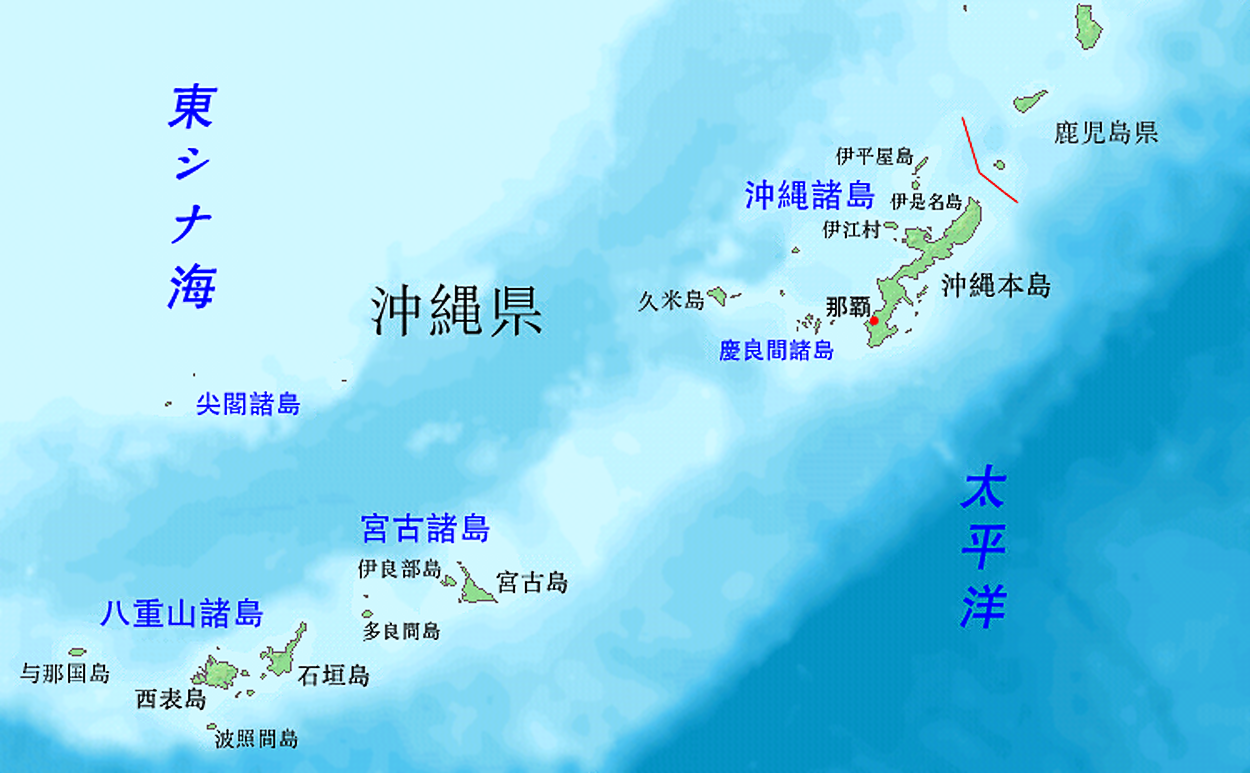 東シナ海
鹿児島県
伊平屋島
沖縄諸島
伊是名島
伊江村
沖縄本島
久米島
那覇
沖縄県
慶良間諸島
尖閣諸島
太平洋
宮古諸島
伊良部島
宮古島
八重山諸島
多良間島
与那国島
石垣島
西表島
波照間島